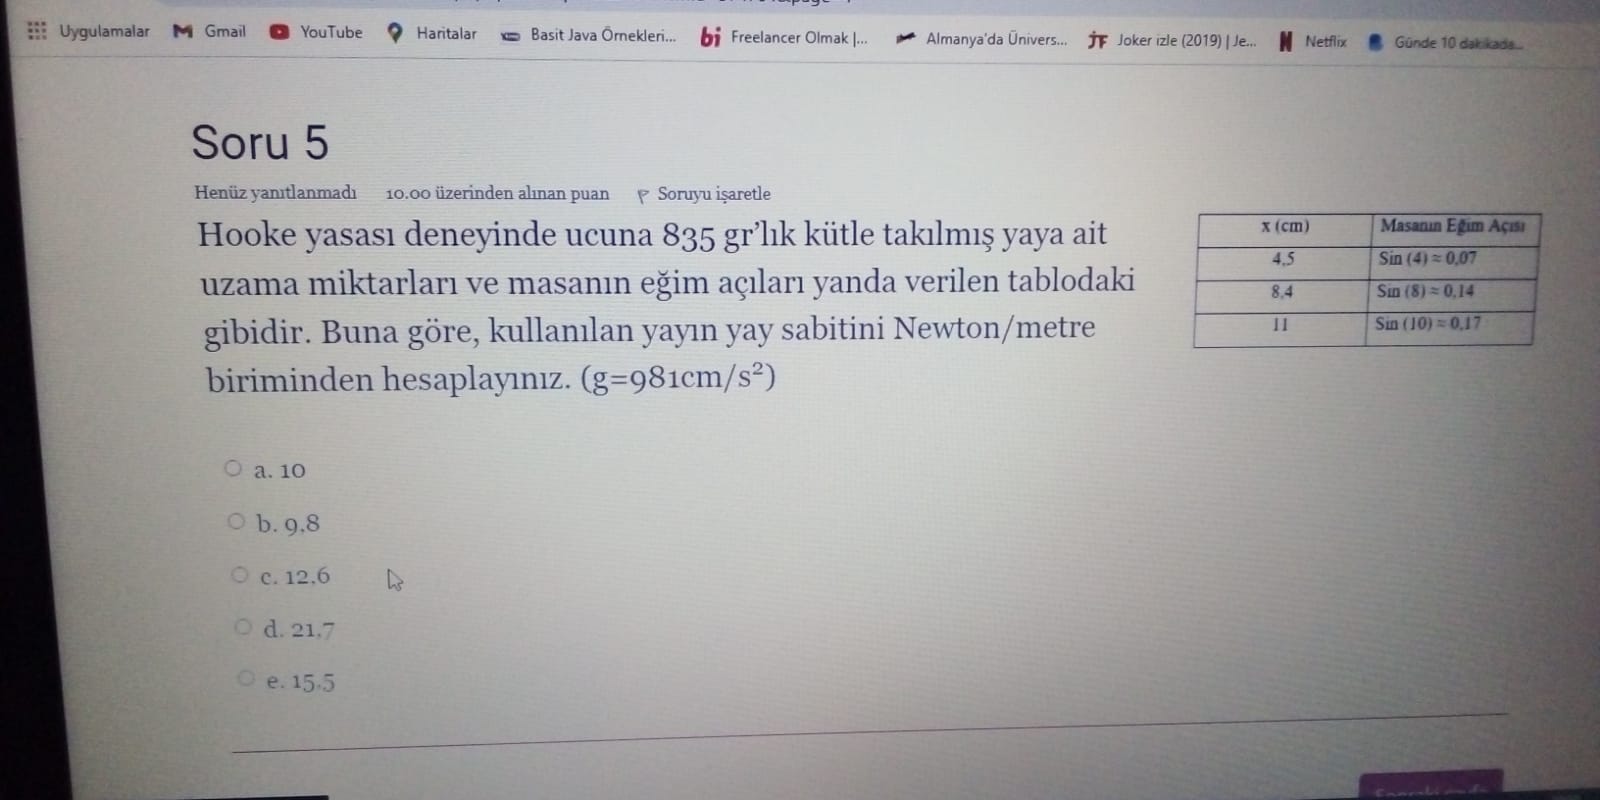 Uygulamalar Gmail YouTube Haritalar Basit Java Örnekleri... bi Freelancer Olmak |... Almanya'da Ünivers... JF Joker izle (2019) | Je... N Netflix Günde 10 dakikada...
Soru 5
Henüz yanıtlanmadı 10.00 üzerinden alınan puan Soruyu işaretle
Hooke yasası deneyinde ucuna 835 gr'lık kütle takılmış yaya ait
uzama miktarları ve masanın eğim açıları yanda verilen tablodaki
gibidir. Buna göre, kullanılan yayın yay sabitini Newton/metre
biriminden hesaplayınız. (g=981cm/s²)
x (cm) Masanın Eğim Açısı
4,5 Sin (4) ≈ 0,07
8,4 Sin (8) ≈ 0,14
11 Sin (10) ≈ 0,17
a. 10
b. 9,8
c. 12,6
d. 21,7
e. 15,5